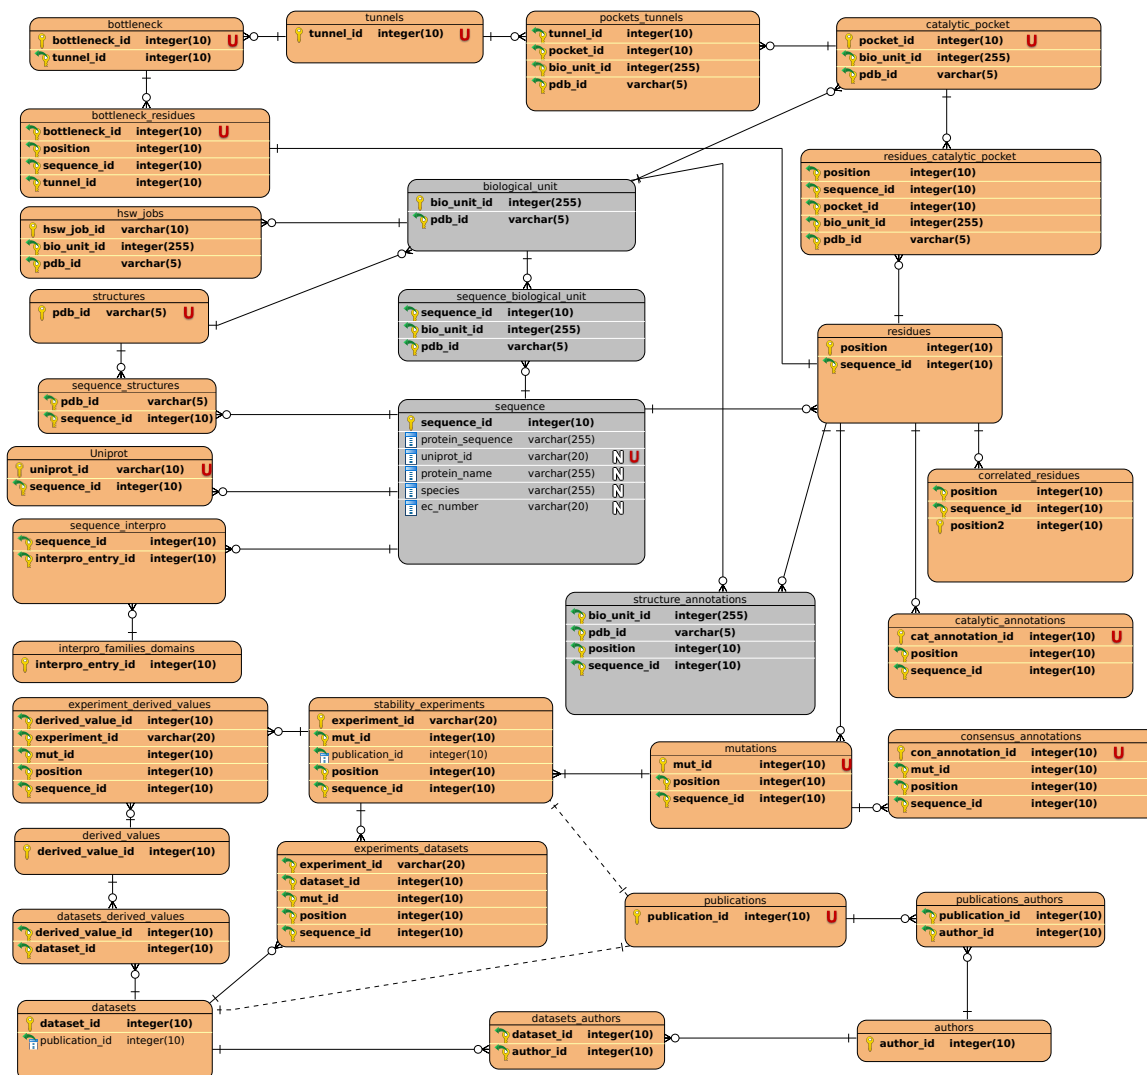 bottleneck
bottleneck_id integer(10) U
tunnel_id integer(10)
tunnels
tunnel_id integer(10) U
pockets_tunnels
tunnel_id integer(10)
pocket_id integer(10)
bio_unit_id integer(255)
pdb_id varchar(5)
catalytic_pocket
pocket_id integer(10) U
bio_unit_id integer(255)
pdb_id varchar(5)
bottleneck_residues
bottleneck_id integer(10) U
position integer(10)
sequence_id integer(10)
tunnel_id integer(10)
residues_catalytic_pocket
position integer(10)
sequence_id integer(10)
pocket_id integer(10)
bio_unit_id integer(255)
pdb_id varchar(5)
biological_unit
bio_unit_id integer(255)
pdb_id varchar(5)
hsw_jobs
hsw_job_id varchar(10)
bio_unit_id integer(255)
pdb_id varchar(5)
structures
pdb_id varchar(5) U
sequence_biological_unit
sequence_id integer(10)
bio_unit_id integer(255)
pdb_id varchar(5)
residues
position integer(10)
sequence_id integer(10)
sequence_structures
pdb_id varchar(5)
sequence_id integer(10)
sequence
sequence_id integer(10)
protein_sequence varchar(255)
uniprot_id varchar(20) N U
protein_name varchar(255) N
species varchar(255) N
ec_number varchar(20) N
Uniprot
uniprot_id varchar(10) U
sequence_id integer(10)
correlated_residues
position integer(10)
sequence_id integer(10)
position2 integer(10)
sequence_interpro
sequence_id integer(10)
interpro_entry_id integer(10)
structure_annotations
bio_unit_id integer(255)
pdb_id varchar(5)
position integer(10)
sequence_id integer(10)
catalytic_annotations
cat_annotation_id integer(10) U
position integer(10)
sequence_id integer(10)
interpro_families_domains
interpro_entry_id integer(10)
experiment_derived_values
derived_value_id integer(10)
experiment_id varchar(20)
mut_id integer(10)
position integer(10)
sequence_id integer(10)
stability_experiments
experiment_id varchar(20)
mut_id integer(10)
publication_id integer(10)
position integer(10)
sequence_id integer(10)
mutations
mut_id integer(10) U
position integer(10)
sequence_id integer(10)
consensus_annotations
con_annotation_id integer(10) U
mut_id integer(10)
position integer(10)
sequence_id integer(10)
derived_values
derived_value_id integer(10)
experiments_datasets
experiment_id varchar(20)
dataset_id integer(10)
mut_id integer(10)
position integer(10)
sequence_id integer(10)
publications
publication_id integer(10) U
publications_authors
publication_id integer(10)
author_id integer(10)
datasets_derived_values
derived_value_id integer(10)
dataset_id integer(10)
datasets
dataset_id integer(10)
publication_id integer(10)
datasets_authors
dataset_id integer(10)
author_id integer(10)
authors
author_id integer(10)